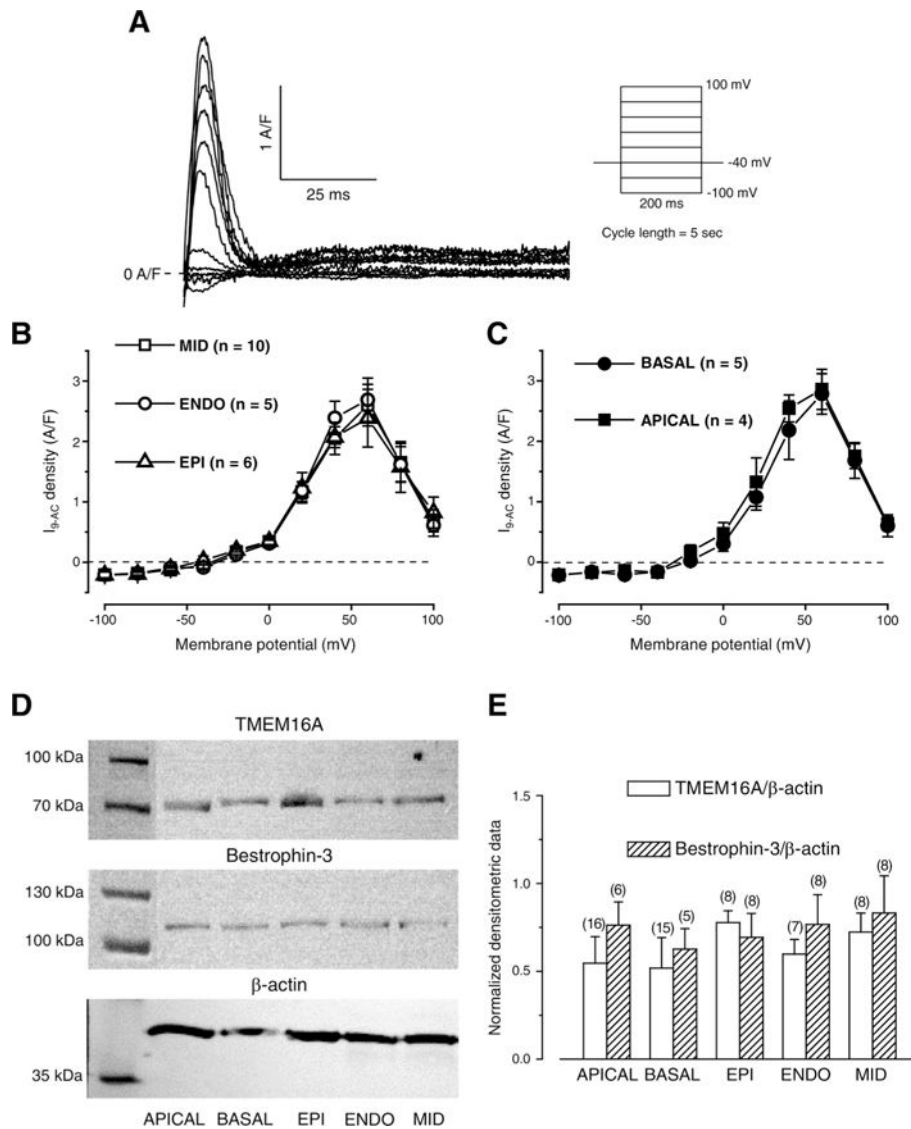 A
1 A/F
25 ms
0 A/F
100 mV
-40 mV
-100 mV
200 ms
Cycle length = 5 sec
B
MID (n = 10)
ENDO (n = 5)
EPI (n = 6)
I9-AC density (A/F)
3
2
1
0
-100
-50
0
50
100
Membrane potential (mV)
C
BASAL (n = 5)
APICAL (n = 4)
I9-AC density (A/F)
3
2
1
0
-100
-50
0
50
100
Membrane potential (mV)
D
TMEM16A
100 kDa
70 kDa
Bestrophin-3
130 kDa
100 kDa
β-actin
35 kDa
APICAL BASAL EPI ENDO MID
E
TMEM16A/β-actin
Bestrophin-3/β-actin
Normalized densitometric data
1.5
1.0
0.5
0.0
(16) (6) (15) (5) (8) (8) (7) (8) (8) (8)
APICAL BASAL EPI ENDO MID